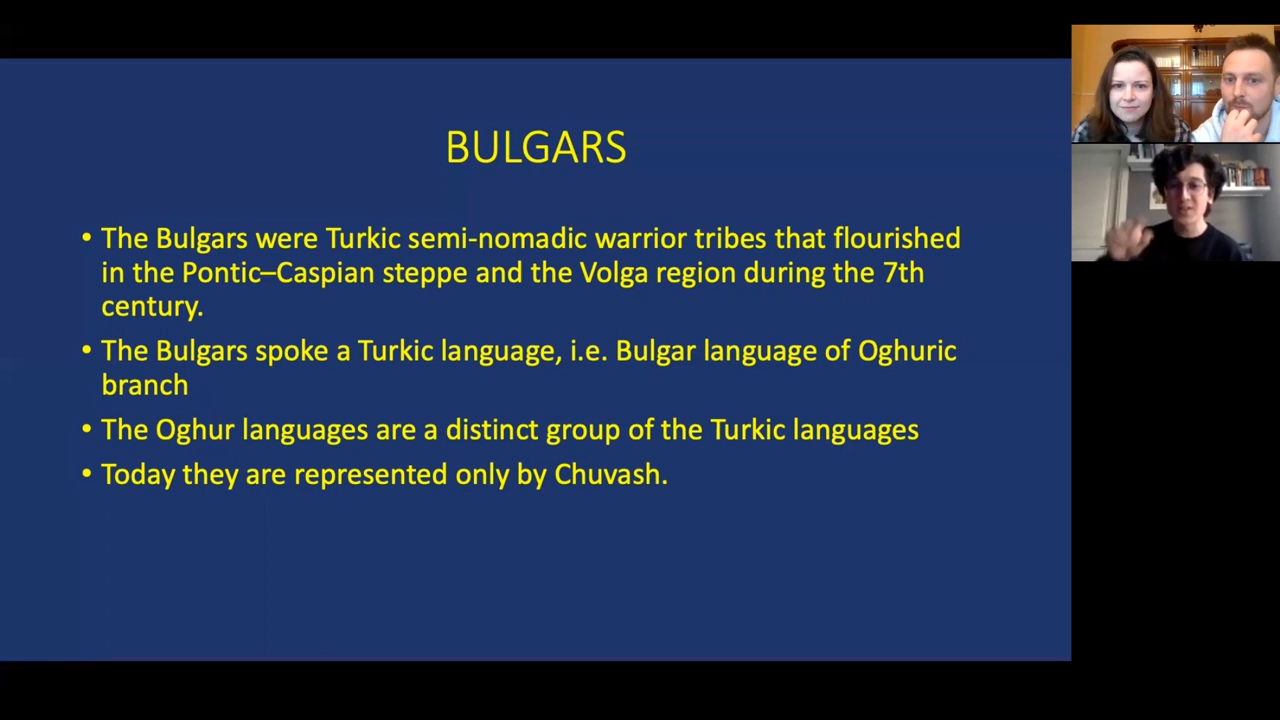 BULGARS
• The Bulgars were Turkic semi-nomadic warrior tribes that flourished
in the Pontic–Caspian steppe and the Volga region during the 7th
century.
• The Bulgars spoke a Turkic language, i.e. Bulgar language of Oghuric
branch
• The Oghur languages are a distinct group of the Turkic languages
• Today they are represented only by Chuvash.